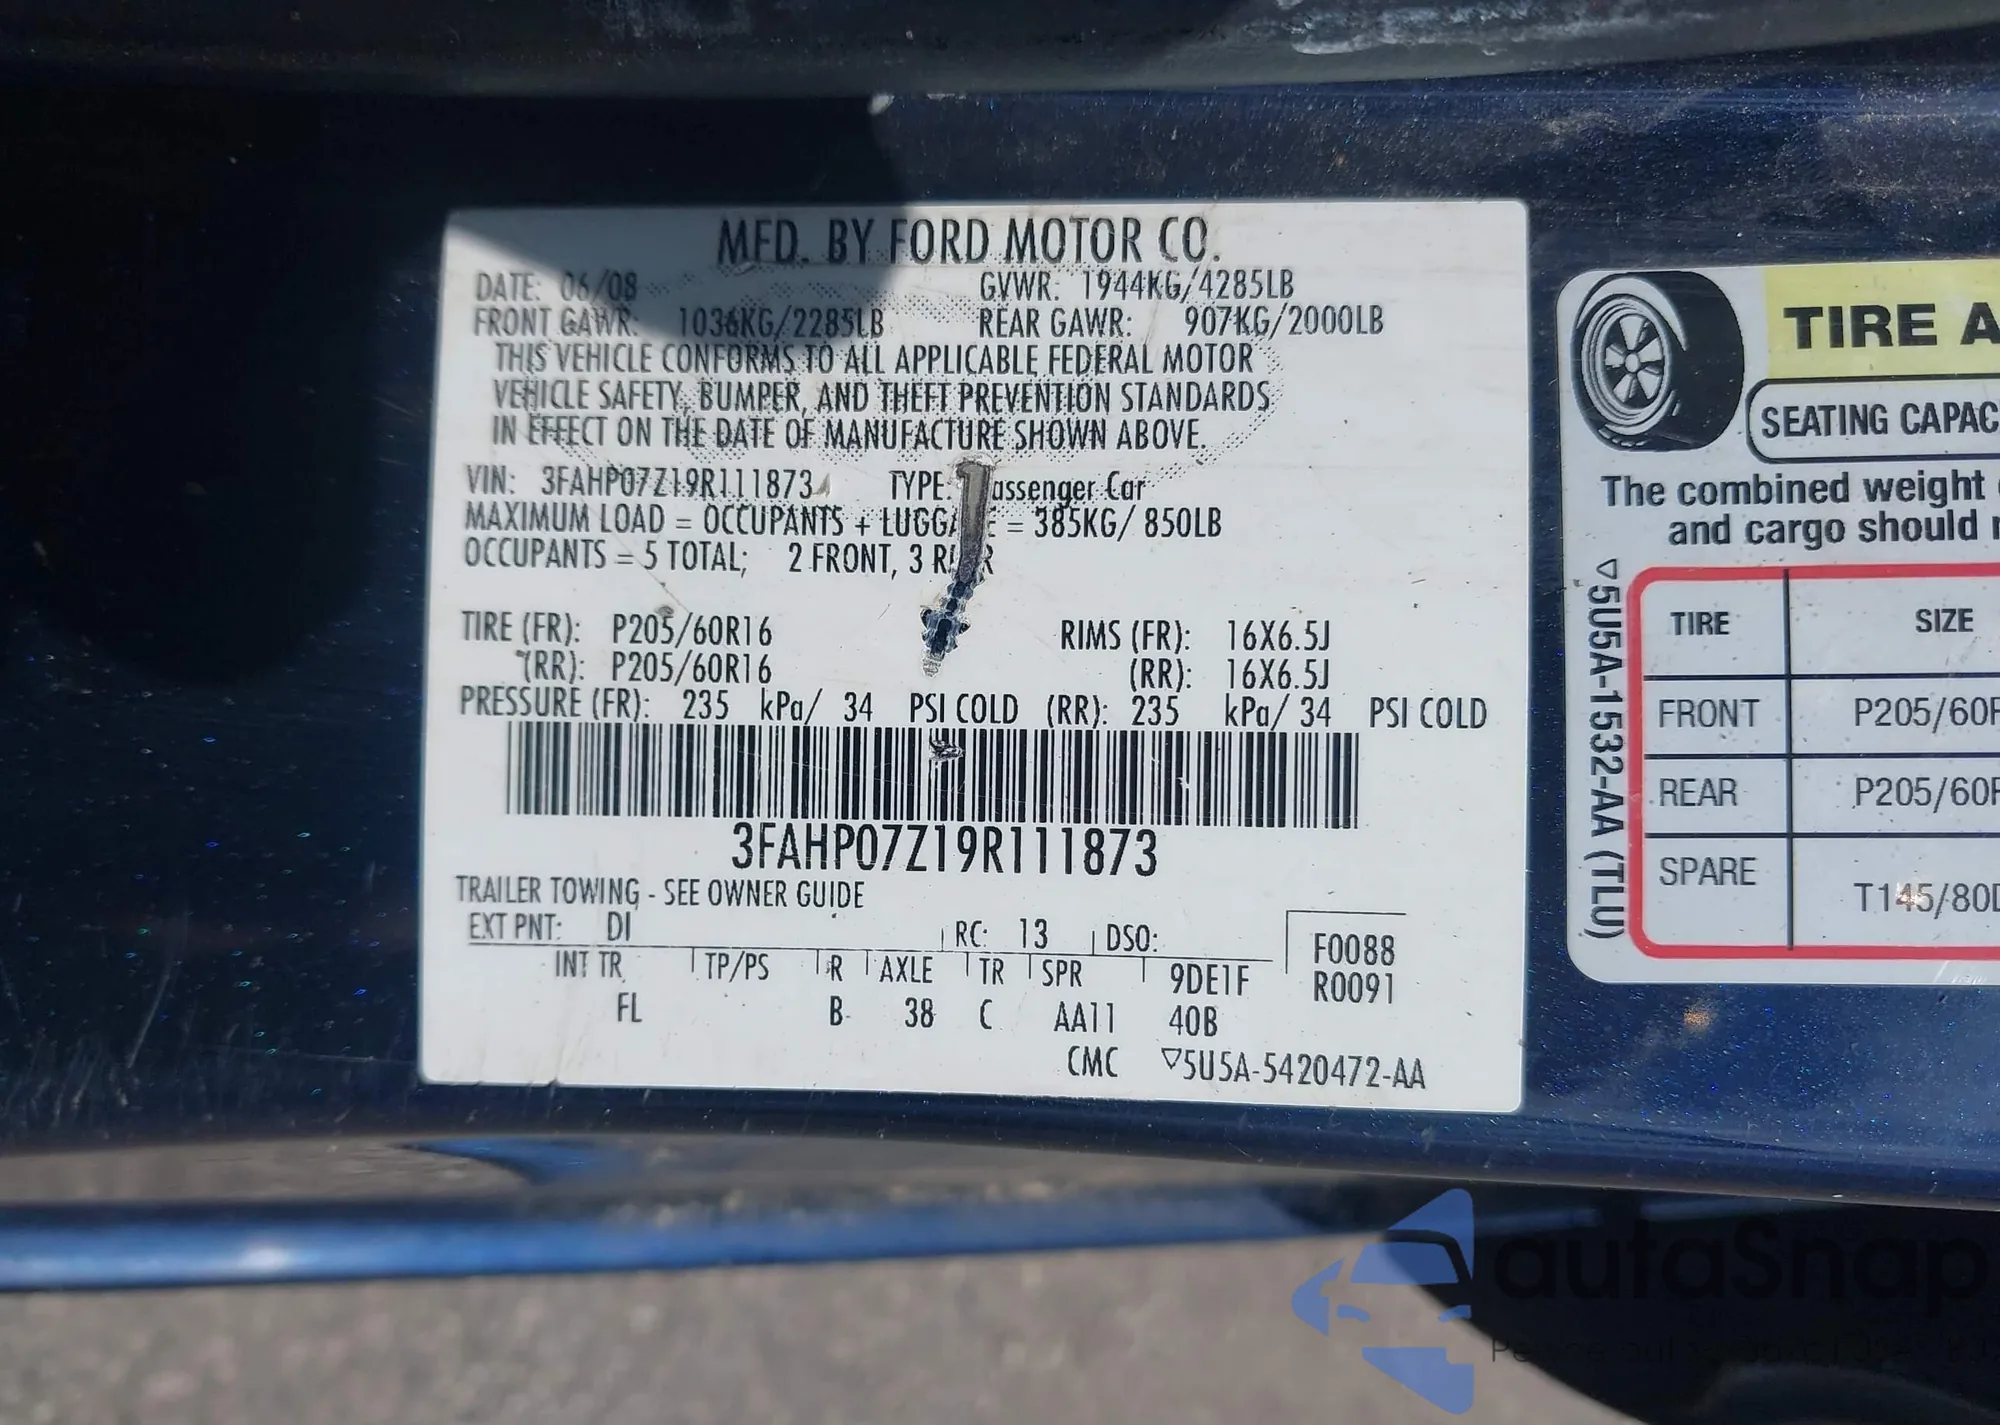 MFD. BY FORD MOTOR CO.
DATE: 06/08 GVWR: 1944KG/4285LB
FRONT GAWR: 1036KG/2285LB REAR GAWR: 907KG/2000LB
THIS VEHICLE CONFORMS TO ALL APPLICABLE FEDERAL MOTOR
VEHICLE SAFETY, BUMPER, AND THEFT PREVENTION STANDARDS
IN EFFECT ON THE DATE OF MANUFACTURE SHOWN ABOVE.
VIN: 3FAHP07Z19R111873 TYPE: assenger Car
MAXIMUM LOAD = OCCUPANTS + LUGGA E = 385KG/ 850LB
OCCUPANTS = 5 TOTAL; 2 FRONT, 3 R R
TIRE (FR): P205/60R16 RIMS (FR): 16X6.5J
(RR): P205/60R16 (RR): 16X6.5J
PRESSURE (FR): 235 kPa/ 34 PSI COLD (RR): 235 kPa/ 34 PSI COLD
3FAHP07Z19R111873
TRAILER TOWING - SEE OWNER GUIDE
EXT PNT: DI RC: 13 DSO:
F0088
INT TR TP/PS R AXLE TR SPR 9DE1F
R0091
FL B 38 C AA11 40B
CMC ▽5U5A-5420472-AA
TIRE A
SEATING CAPAC
The combined weight
and cargo should
▽5U5A-1532-AA (TLU)
TIRE SIZE
FRONT P205/60R
REAR P205/60R
SPARE T145/80D
autaSnap